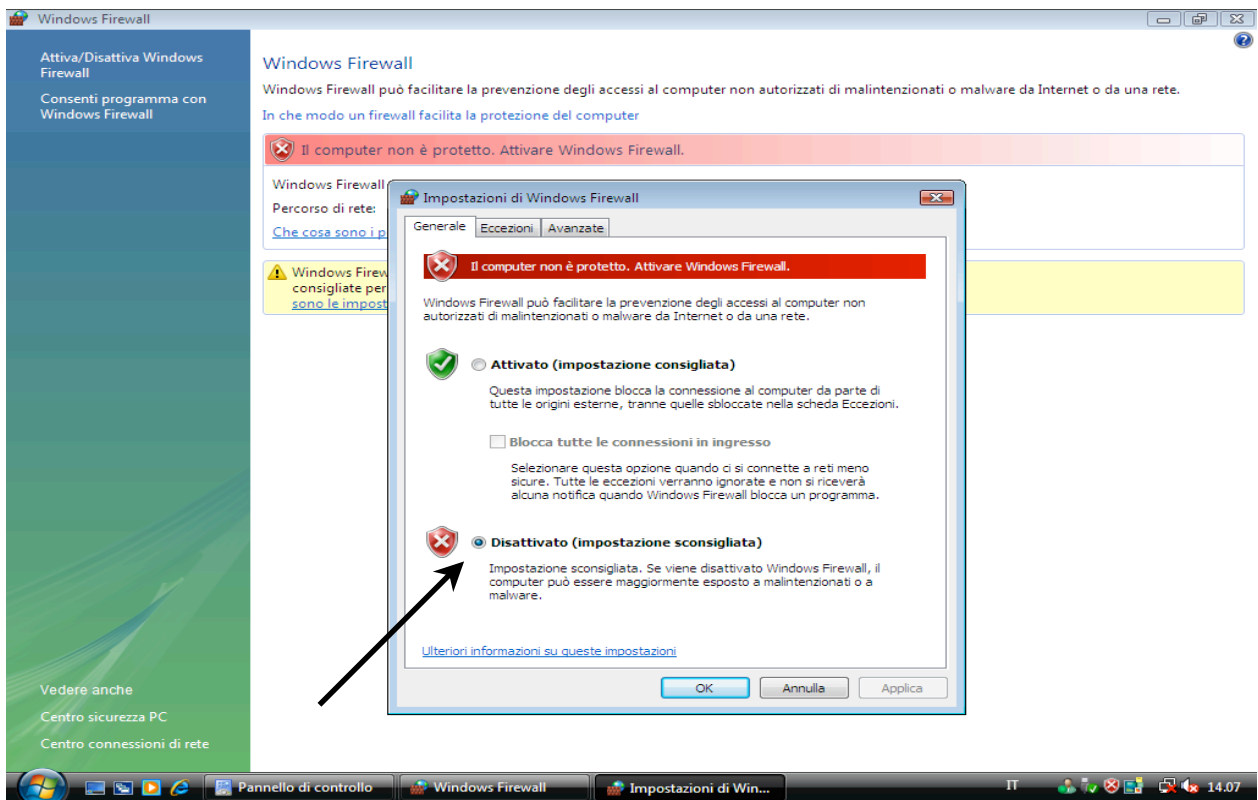 Windows Firewall
Attiva/Disattiva Windows
Firewall
Consenti programma con
Windows Firewall
Windows Firewall
Windows Firewall può facilitare la prevenzione degli accessi al computer non autorizzati di malintenzionati o malware da Internet o da una rete.
In che modo un firewall facilita la protezione del computer
Il computer non è protetto. Attivare Windows Firewall.
Windows Firewall
Percorso di rete:
Che cosa sono i p
Windows Firew
consigliate per
sono le impost
Impostazioni di Windows Firewall
Generale
Eccezioni
Avanzate
Il computer non è protetto. Attivare Windows Firewall.
Windows Firewall può facilitare la prevenzione degli accessi al computer non
autorizzati di malintenzionati o malware da Internet o da una rete.
Attivato (impostazione consigliata)
Questa impostazione blocca la connessione al computer da parte di
tutte le origini esterne, tranne quelle sbloccate nella scheda Eccezioni.
Blocca tutte le connessioni in ingresso
Selezionare questa opzione quando ci si connette a reti meno
sicure. Tutte le eccezioni verranno ignorate e non si riceverà
alcuna notifica quando Windows Firewall blocca un programma.
Disattivato (impostazione sconsigliata)
Impostazione sconsigliata. Se viene disattivato Windows Firewall, il
computer può essere maggiormente esposto a malintenzionati o a
malware.
Ulteriori informazioni su queste impostazioni
OK
Annulla
Applica
Vedere anche
Centro sicurezza PC
Centro connessioni di rete
Pannello di controllo
Windows Firewall
Impostazioni di Win...
IT
14.07